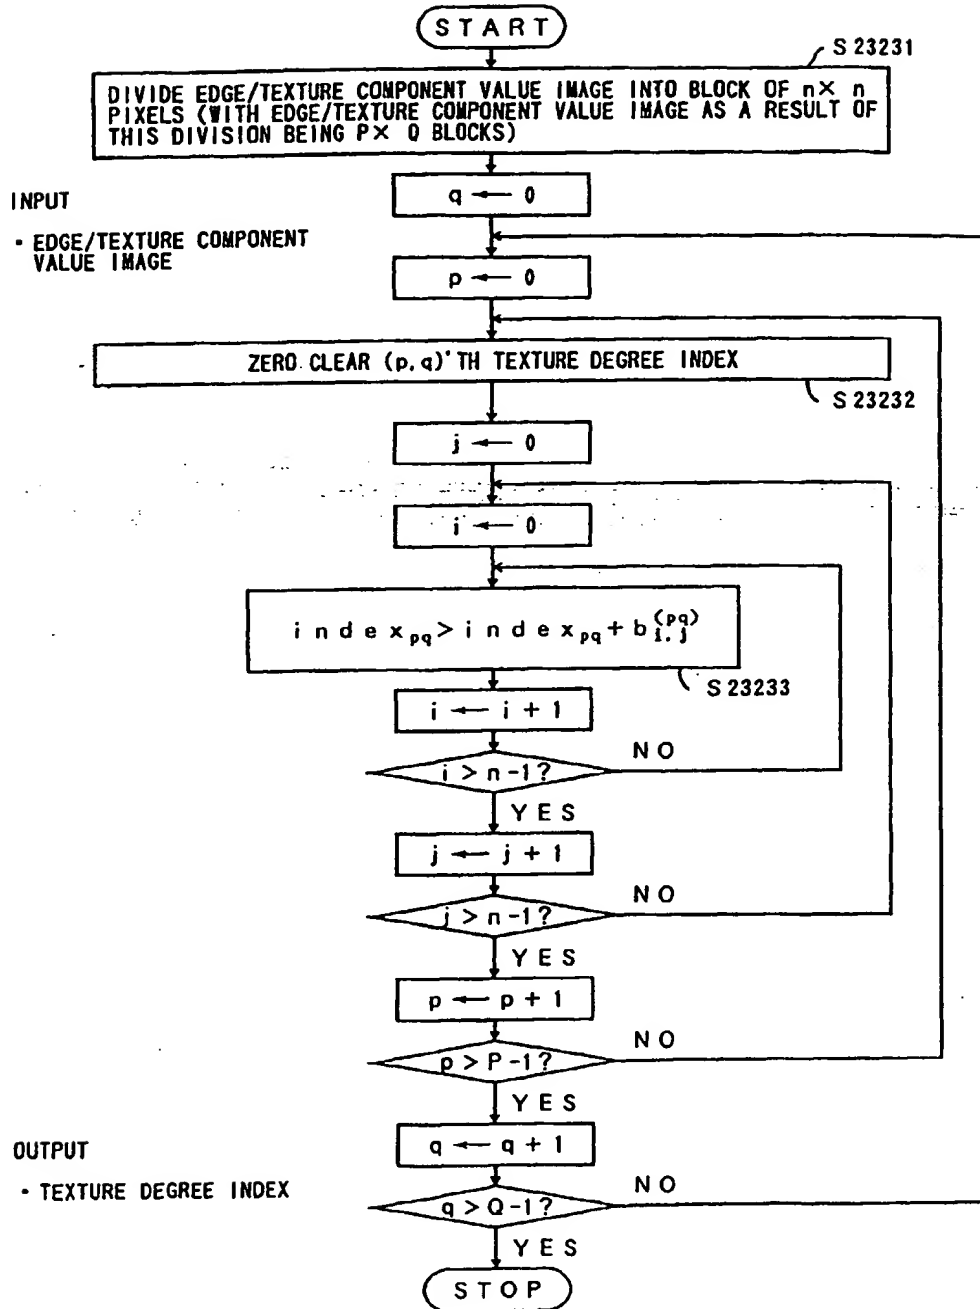 START
S 23231
DIVIDE EDGE/TEXTURE COMPONENT VALUE IMAGE INTO BLOCK OF n× n
PIXELS (WITH EDGE/TEXTURE COMPONENT VALUE IMAGE AS A RESULT OF
THIS DIVISION BEING P× Q BLOCKS)
q ← 0
INPUT
• EDGE/TEXTURE COMPONENT
VALUE IMAGE
p ← 0
ZERO CLEAR (p,q)'TH TEXTURE DEGREE INDEX
S 23232
j ← 0
i ← 0
index_pq > index_pq + b_i,j^(pq)
S 23233
i ← i + 1
i > n -1?
NO
YES
j ← j + 1
j > n -1?
NO
YES
p ← p + 1
p > P -1?
NO
YES
q ← q + 1
OUTPUT
• TEXTURE DEGREE INDEX
q > Q -1?
NO
YES
STOP